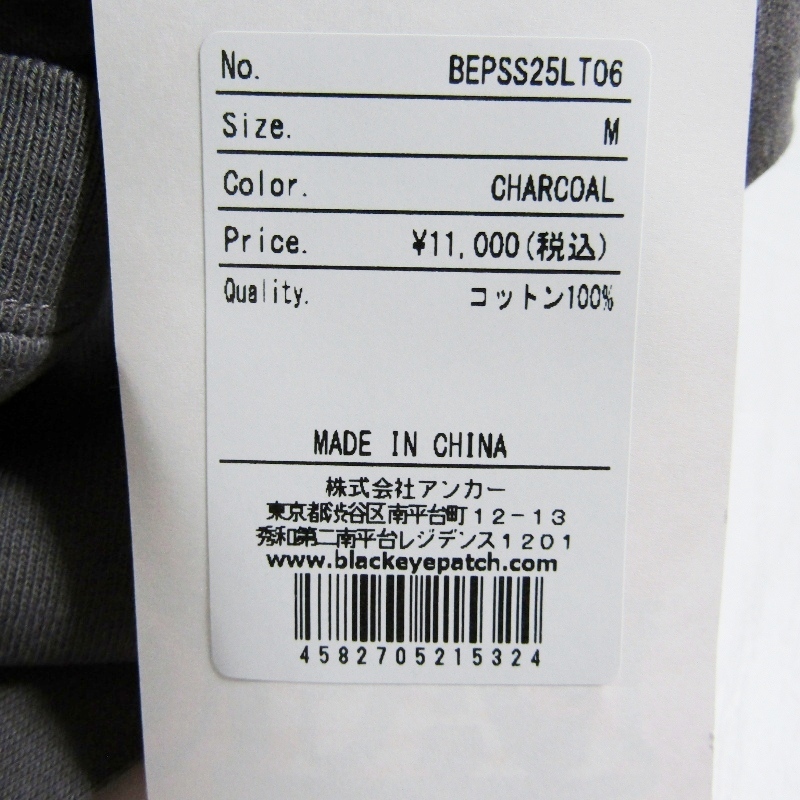 No. BEPSS25LT06
Size. M
Color. CHARCOAL
Price. ¥11,000(税込)
Quality. コットン100%
MADE IN CHINA
株式会社アンカー
東京都渋谷区南平台町12-13
秀和第二南平台レジデンス1201
www.blackeyepatch.com
4582705215324